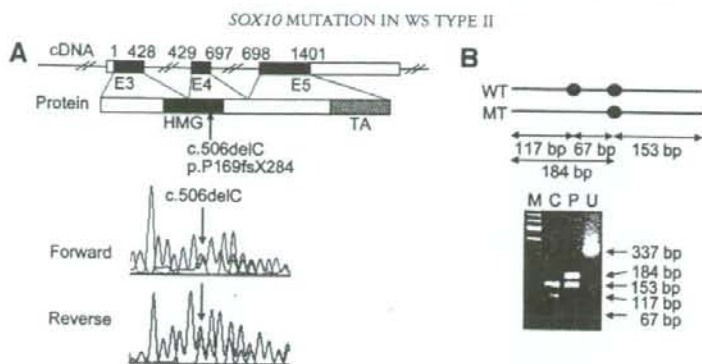 SOX10 MUTATION IN WS TYPE II
A
cDNA 1 428 429 697 698 1401
E3 E4 E5
Protein
HMG TA
c.506delC
p.P169fsX284
c.506delC
Forward
Reverse
B
WT
MT
117 bp 67 bp 153 bp
184 bp
M C P U
337 bp
184 bp
153 bp
117 bp
67 bp